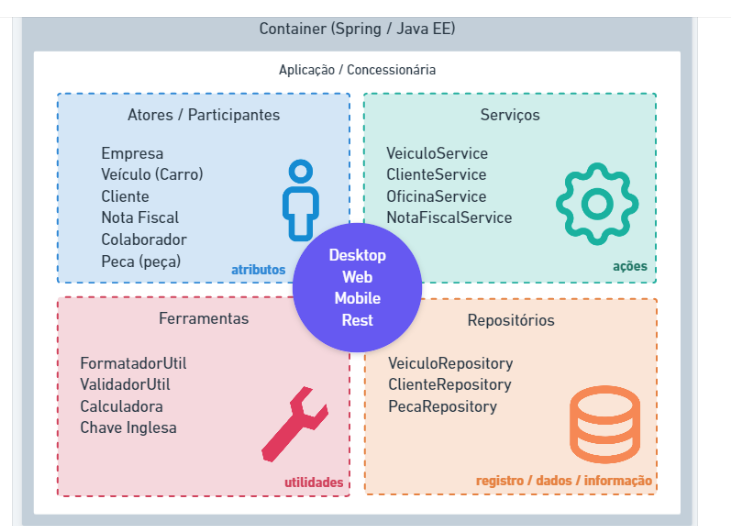 Container (Spring / Java EE)
Aplicação / Concessionária
Atores / Participantes
Empresa
Veículo (Carro)
Cliente
Nota Fiscal
Colaborador
Peca (peça)
atributos
Serviços
VeiculoService
ClienteService
OficinaService
NotaFiscalService
ações
Desktop
Web
Mobile
Rest
Ferramentas
FormatadorUtil
ValidadorUtil
Calculadora
Chave Inglesa
utilidades
Repositórios
VeiculoRepository
ClienteRepository
PecaRepository
registro / dados / informação